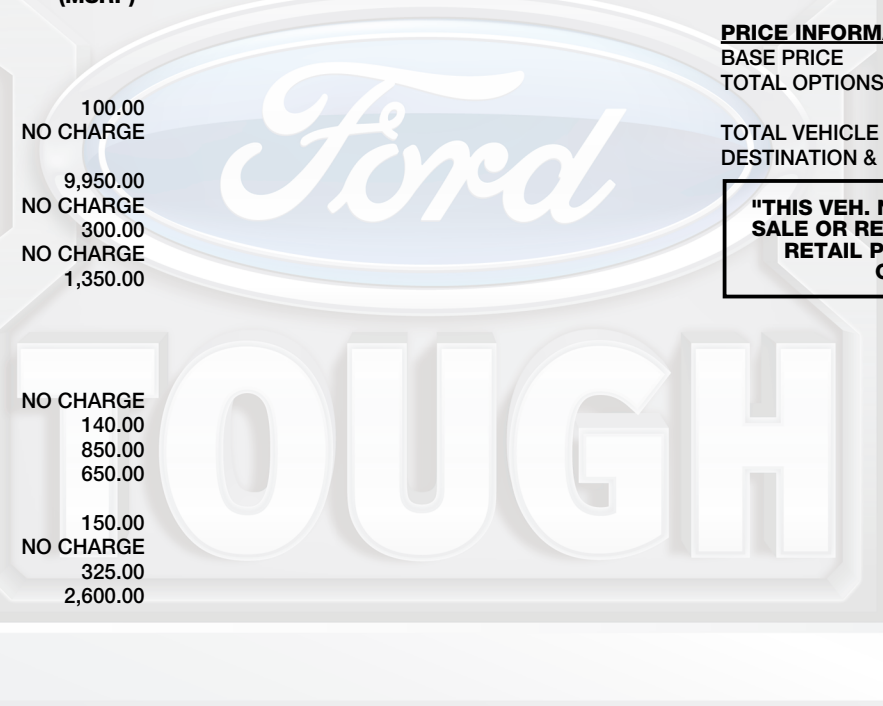 (MSRP)
100.00
NO CHARGE
9,950.00
NO CHARGE
300.00
NO CHARGE
1,350.00
NO CHARGE
140.00
850.00
650.00
150.00
NO CHARGE
325.00
2,600.00
PRICE INFORMA
BASE PRICE
TOTAL OPTIONS
TOTAL VEHICLE
DESTINATION &
"THIS VEH.
SALE OR RE
RETAIL P
Ford
TOUGH